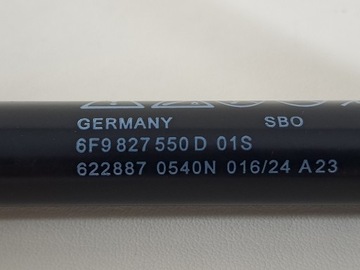 GERMANY SBO
6F9 827 550 D 01S
622887 0540N 016/24 A23